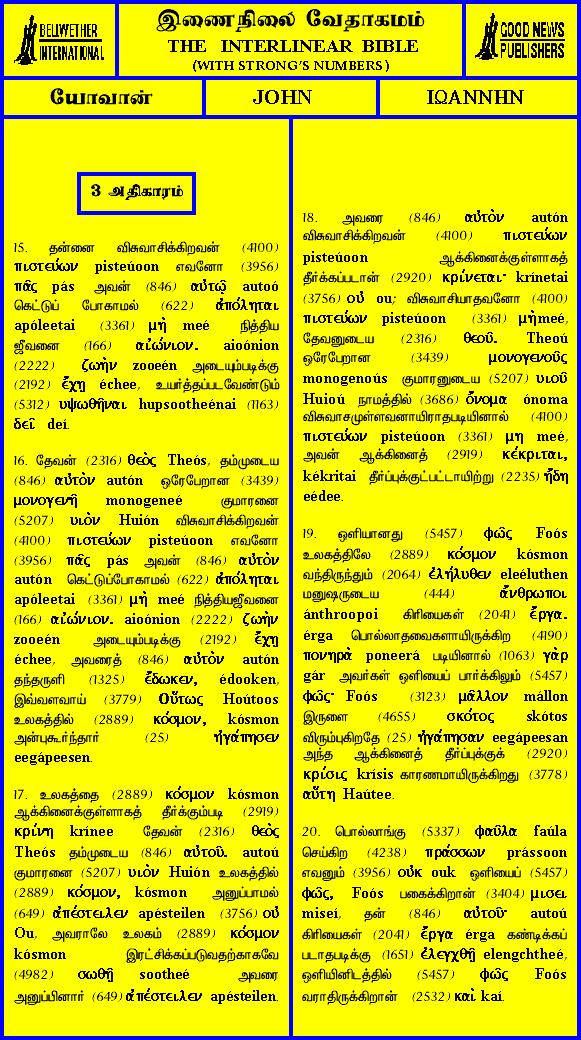 BELLWETHER
INTERNATIONAL
இணைநிலை வேதாகமம்
THE INTERLINEAR BIBLE
(WITH STRONG'S NUMBERS)
GOOD NEWS
PUBLISHERS
யோவான்
JOHN
ΙΩΑΝΝΗΝ
3 அதிகாரம்
15. தன்னை விசுவாசிக்கிறவன் (4100)
πιστεύων pisteúoon எவனோ (3956)
πᾶς pás அவன் (846) αὐτῷ autoó
கெட்டுப் போகாமல் (622) ἀπόληται
apóleetai (3361) μὴ meé நித்திய
ஜீவனை (166) αἰώνιον. aioónion
(2222) ζωὴν zooeén அடையும்படிக்கு
(2192) ἔχῃ échee, உயர்த்தப்படவேண்டும்
(5312) υψωθῆναι hupsootheénai (1163)
δεῖ deí.
16. தேவன் (2316) θεὸς Theós, தம்முடைய
(846) αὐτὸν autón ஒரேபேறான (3439)
μονογενῆ monogeneé குமாரனை
(5207) υιὸν Huión விசுவாசிக்கிறவன்
(4100) πιστεύων pisteúoon எவனோ
(3956) πᾶς pás அவன் (846) αὐτὸν
autón கெட்டுப்போகாமல் (622) ἀπόληται
apóleetai (3361) μὴ meé நித்தியஜீவனை
(166) αἰώνιον. aioónion (2222) ζωὴν
zooeén அடையும்படிக்கு (2192) ἔχῃ
échee, அவரைத் (846) αὐτὸν autón
தந்தருளி (1325) ἔδωκεν, édooken,
இவ்வளவாய் (3779) Οὕτως Hoútoos
உலகத்தில் (2889) κόσμον, kósmon
அன்புகூர்ந்தார் (25) ἠγάπησεν
eegápeesen.
17. உலகத்தை (2889) κόσμον kósmon
ஆக்கினைக்குள்ளாகத் தீர்க்கும்படி (2919)
κρίνῃ krínee தேவன் (2316) θεὸς
Theós தம்முடைய (846) αὐτοῦ. autoú
குமாரனை (5207) υιὸν Huión உலகத்தில்
(2889) κόσμον, kósmon அனுப்பாமல்
(649) ἀπέστειλεν apésteilen (3756) οὐ
Ou, அவராலே உலகம் (2889) κόσμον
kósmon இரட்சிக்கப்படுவதற்காகவே
(4982) σωθῇ sootheé அவரை
அனுப்பினார் (649) ἀπέστειλεν apésteilen.
18. அவரை (846) αὐτὸν autón
விசுவாசிக்கிறவன் (4100) πιστεύων
pisteúoon ஆக்கினைக்குள்ளாகத்
தீர்க்கப்படான் (2920) κρίνεται· krínetai
(3756) οὐ ou; விசுவாசியாதவனோ (4100)
πιστεύων pisteúoon (3361) μὴ meé,
தேவனுடைய (2316) θεοῦ. Theoú
ஒரேபேறான (3439) μονογενοῦς
monogenoús குமாரனுடைய (5207) υιοῦ
Huioú நாமத்தில் (3686) ὄνομα ónoma
விசுவாசமுள்ளவனாயிராதபடியினால் (4100)
πιστεύων pisteúoon (3361) μη meé,
அவன் ஆக்கினைத் (2919) κέκριται,
kékritai தீர்ப்புக்குட்பட்டாயிற்று (2235) ἤδη
eédee.
19. ஒளியானது (5457) φῶς Foós
உலகத்திலே (2889) κόσμον kósmon
வந்திருந்தும் (2064) ἐλήλυθεν eleéluthen
மனுஷருடைய (444) ἄνθρωποι
ánthroopoi கிரியைகள் (2041) ἔργα.
érga பொல்லாதவைகளாயிருக்கிற (4190)
πονηρὰ poneerá படியினால் (1063) γὰρ
gár அவர்கள் ஒளியைப் பார்க்கிலும் (5457)
φῶς· Foós (3123) μᾶλλον mállon
இருளை (4655) σκότος skótos
விரும்புகிறதே (25) ἠγάπησαν eegápeesan
அந்த ஆக்கினைத் தீர்ப்புக்குக் (2920)
κρίσις krísis காரணமாயிருக்கிறது (3778)
αὕτη Haútee.
20. பொல்லாங்கு (5337) φαῦλα faúla
செய்கிற (4238) πράσσων prássoon
எவனும் (3956) οὐκ ouk ஒளியைப் (5457)
φῶς, Foós பகைக்கிறான் (3404) μισει
miseí, தன் (846) αὐτοῦ· autoú
கிரியைகள் (2041) ἔργα érga கண்டிக்கப்
படாதபடிக்கு (1651) ἐλεγχθῇ elengchtheé,
ஒளியினிடத்தில் (5457) φῶς Foós
வராதிருக்கிறான் (2532) καὶ kaí.